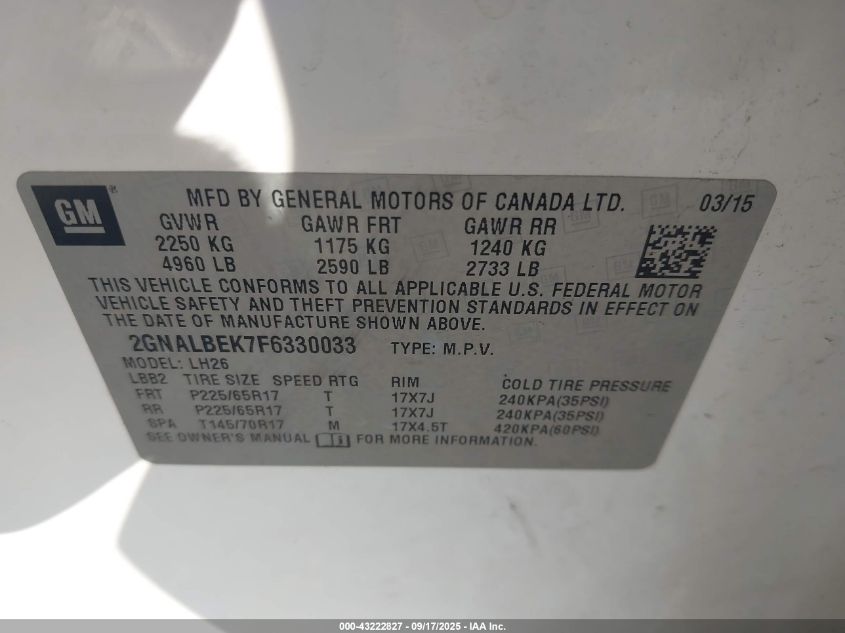 GM ®
MFD BY GENERAL MOTORS OF CANADA LTD. 03/15
GVWR GAWR FRT GAWR RR
2250 KG 1175 KG 1240 KG
4960 LB 2590 LB 2733 LB
THIS VEHICLE CONFORMS TO ALL APPLICABLE U.S. FEDERAL MOTOR
VEHICLE SAFETY AND THEFT PREVENTION STANDARDS IN EFFECT ON
THE DATE OF MANUFACTURE SHOWN ABOVE.
2GNALBEK7F6330033 TYPE: M.P.V.
MODEL: LH26
LBB2 TIRE SIZE SPEED RTG RIM COLD TIRE PRESSURE
FRT P225/65R17 T 17X7J 240KPA(35PSI)
RR P225/65R17 T 17X7J 240KPA(35PSI)
SPA T145/70R17 M 17X4.5T 420KPA(60PSI)
SEE OWNER'S MANUAL FOR MORE INFORMATION.
000-43222827 - 09/17/2025 - IAA Inc.